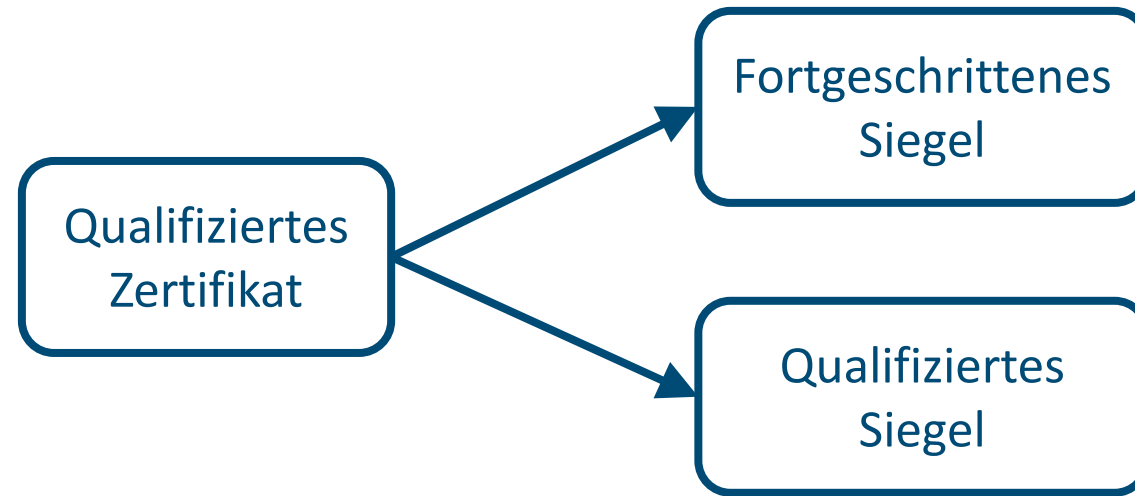 Fortgeschrittenes
Siegel
Qualifiziertes
Zertifikat
Qualifiziertes
Siegel